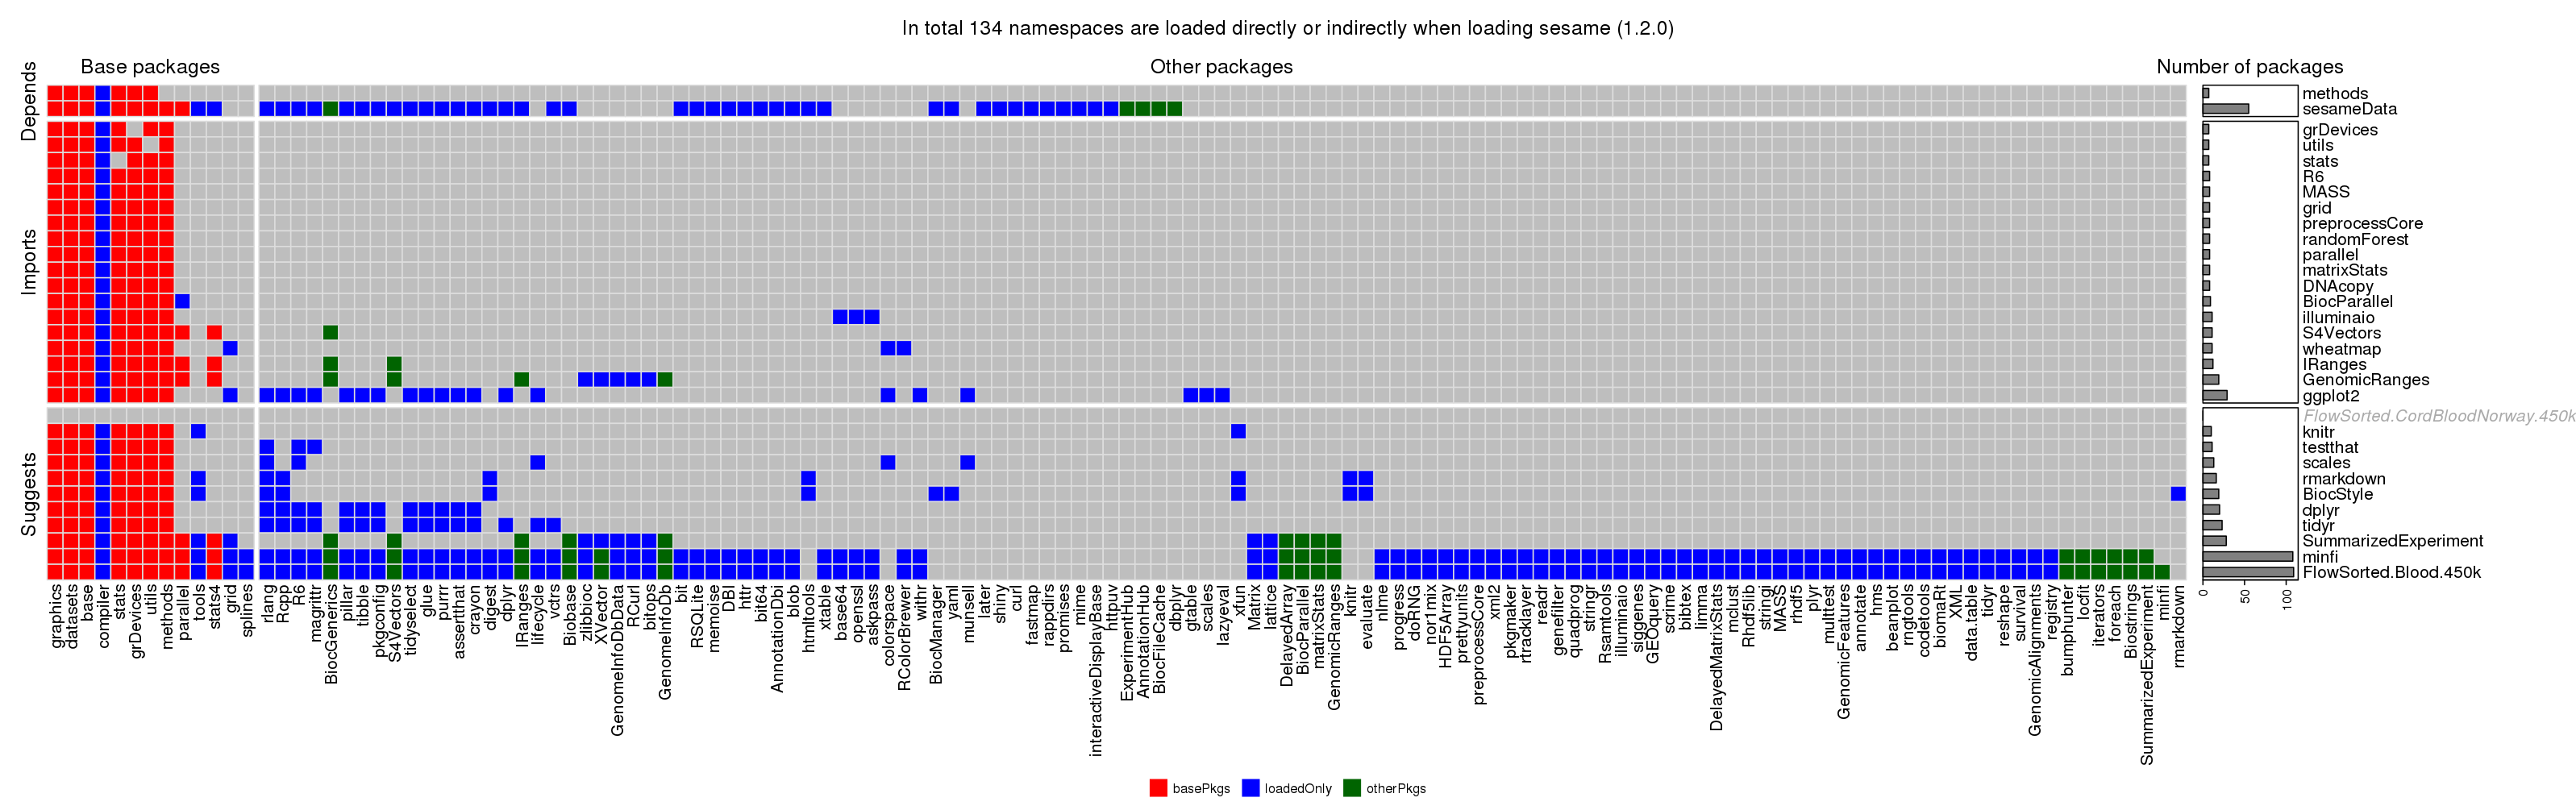 In total 134 namespaces are loaded directly or indirectly when loading sesame (1.2.0)
Base packages
Other packages
Number of packages
Depends
methods
sesameData
Imports
grDevices
utils
stats
R6
MASS
grid
preprocessCore
randomForest
parallel
matrixStats
DNAcopy
BiocParallel
illuminaio
S4Vectors
wheatmap
IRanges
GenomicRanges
ggplot2
Suggests
FlowSorted.CordBloodNorway.450k
knitr
testthat
scales
rmarkdown
BiocStyle
dplyr
tidyr
SummarizedExperiment
minfi
FlowSorted.Blood.450k
0
50
100
graphics
datasets
base
compiler
stats
grDevices
utils
methods
parallel
tools
stats4
grid
splines
rlang
Rcpp
R6
magrittr
BiocGenerics
pillar
tibble
pkgconfig
S4Vectors
tidyselect
glue
purrr
assertthat
crayon
digest
dplyr
IRanges
lifecycle
vctrs
Biobase
zlibbioc
XVector
GenomeInfoDbData
RCurl
bitops
GenomeInfoDb
bit
RSQLite
memoise
DBI
httr
bit64
AnnotationDbi
blob
htmltools
xtable
base64
openssl
askpass
colorspace
RColorBrewer
withr
BiocManager
yaml
munsell
later
shiny
curl
fastmap
rappdirs
promises
mime
interactiveDisplayBase
httpuv
ExperimentHub
AnnotationHub
BiocFileCache
dbplyr
gtable
scales
lazyeval
xfun
Matrix
lattice
DelayedArray
BiocParallel
matrixStats
GenomicRanges
knitr
evaluate
nlme
progress
doRNG
nor1mix
HDF5Array
prettyunits
preprocessCore
xml2
pkgmaker
rtracklayer
readr
genefilter
quadprog
stringr
Rsamtools
illuminaio
siggenes
GEOquery
scrime
bibtex
limma
DelayedMatrixStats
mclust
Rhdf5lib
stringi
MASS
rhdf5
plyr
multtest
GenomicFeatures
annotate
hms
beanplot
rngtools
codetools
biomaRt
XML
data.table
tidyr
reshape
survival
GenomicAlignments
registry
bumphunter
locfit
iterators
foreach
Biostrings
SummarizedExperiment
minfi
rmarkdown
basePkgs
loadedOnly
otherPkgs